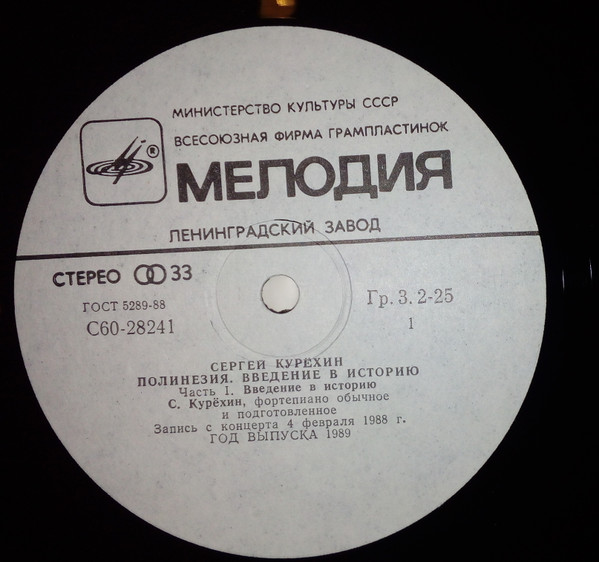 МИНИСТЕРСТВО КУЛЬТУРЫ СССР
ВСЕСОЮЗНАЯ ФИРМА ГРАМПЛАСТИНОК
®
МЕЛОДИЯ
ЛЕНИНГРАДСКИЙ ЗАВОД
СТЕРЕО 33
ГОСТ 5289-88
С60-28241
Гр. 3. 2-25
1
СЕРГЕЙ КУРЁХИН
ПОЛИНЕЗИЯ. ВВЕДЕНИЕ В ИСТОРИЮ
Часть 1. Введение в историю
С. Курёхин, фортепиано обычное
и подготовленное
Запись с концерта 4 февраля 1988 г.
ГОД ВЫПУСКА 1989